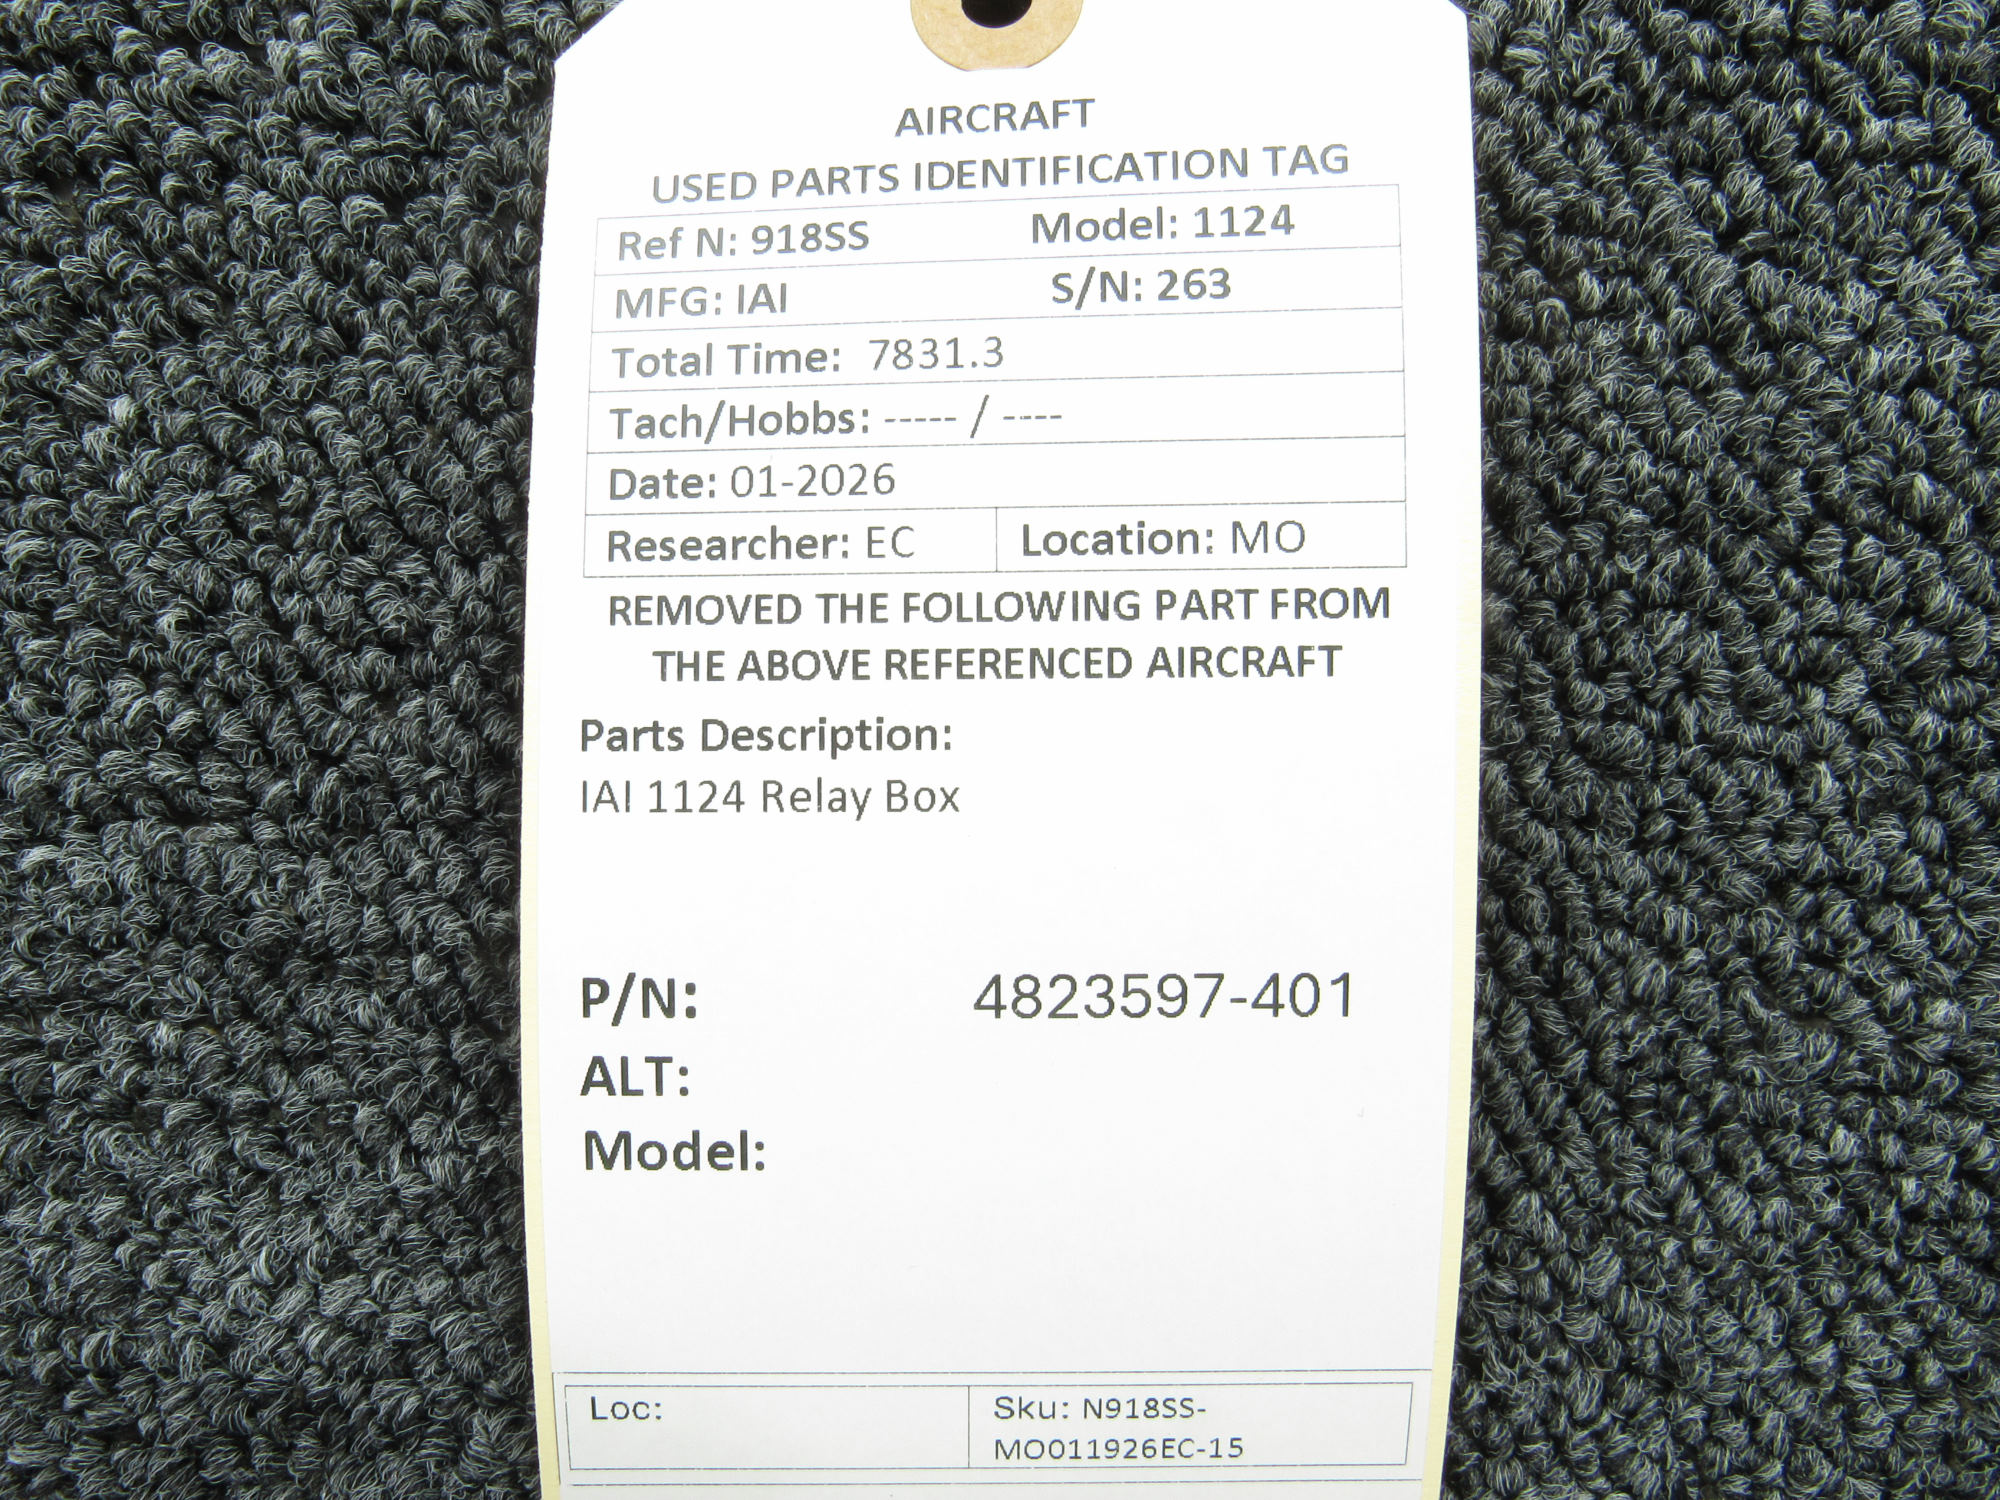 AIRCRAFT
USED PARTS IDENTIFICATION TAG
Ref N: 918SS Model: 1124
MFG: IAI S/N: 263
Total Time: 7831.3
Tach/Hobbs: ----- / ----
Date: 01-2026
Researcher: EC Location: MO
REMOVED THE FOLLOWING PART FROM
THE ABOVE REFERENCED AIRCRAFT
Parts Description:
IAI 1124 Relay Box
P/N: 4823597-401
ALT:
Model:
Loc: Sku: N918SS-
MO011926EC-15